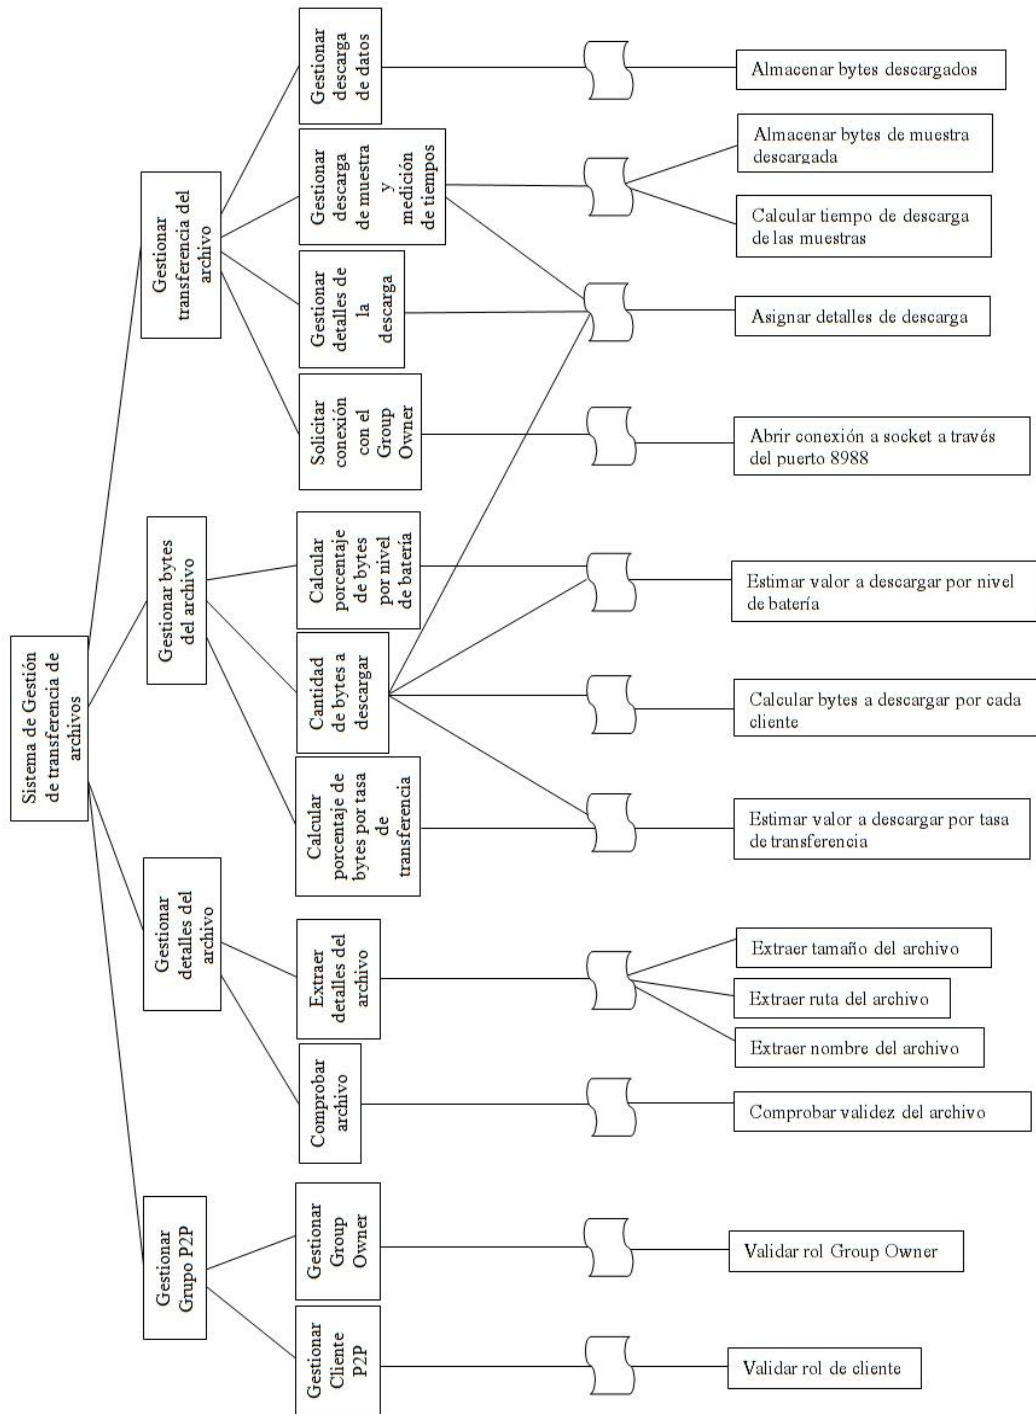 Sistema de Gestión
de transferencia de
archivos
Gestionar
transferencia del
archivo
Gestionar bytes
del archivo
Gestionar
detalles del
archivo
Gestionar
Grupo P2P
Gestionar
descarga
de datos
Gestionar
descarga
de muestra
y
medición
de tiempos
Gestionar
detalles de
la
descarga
Solicitar
conexión
con el
Group
Owner
Calcular
porcentaje
de bytes
por nivel
de batería
Cantidad
de bytes a
descargar
Calcular
porcentaje de
bytes por tasa
de
transferencia
Extraer
detalles del
archivo
Comprobar
archivo
Gestionar
Group
Owner
Gestionar
Cliente
P2P
Almacenar bytes descargados
Almacenar bytes de muestra
descargada
Calcular tiempo de descarga
de las muestras
Asignar detalles de descarga
Abrir conexión a socket a través
del puerto 8988
Estimar valor a descargar por nivel
de batería
Calcular bytes a descargar por cada
cliente
Estimar valor a descargar por tasa
de transferencia
Extraer tamaño del archivo
Extraer ruta del archivo
Extraer nombre del archivo
Comprobar validez del archivo
Validar rol Group Owner
Validar rol de cliente